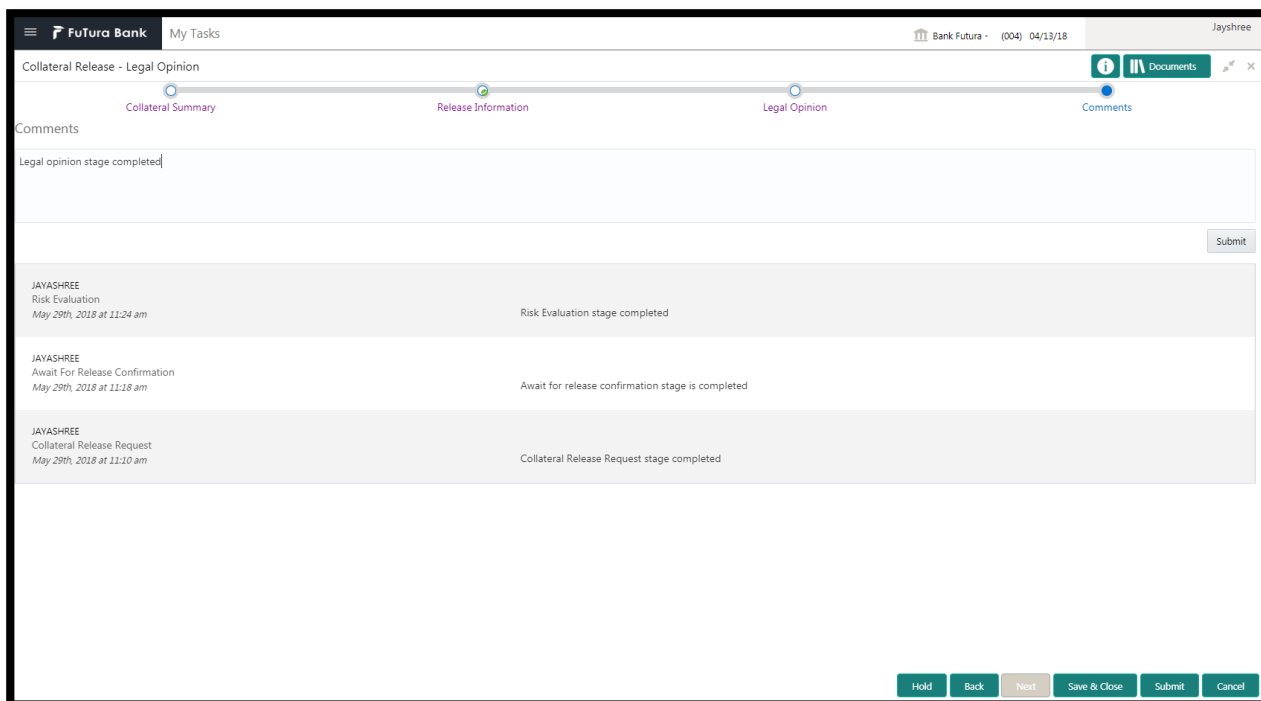 FuTura Bank My Tasks Bank Futura - (004) 04/13/18 Jayshree
Collateral Release - Legal Opinion i Documents
Collateral Summary Release Information Legal Opinion Comments
Comments
Legal opinion stage completed
Submit
JAYASHREE
Risk Evaluation
May 29th, 2018 at 11:24 am Risk Evaluation stage completed
JAYASHREE
Await For Release Confirmation
May 29th, 2018 at 11:18 am Await for release confirmation stage is completed
JAYASHREE
Collateral Release Request
May 29th, 2018 at 11:10 am Collateral Release Request stage completed
Hold Back Next Save & Close Submit Cancel